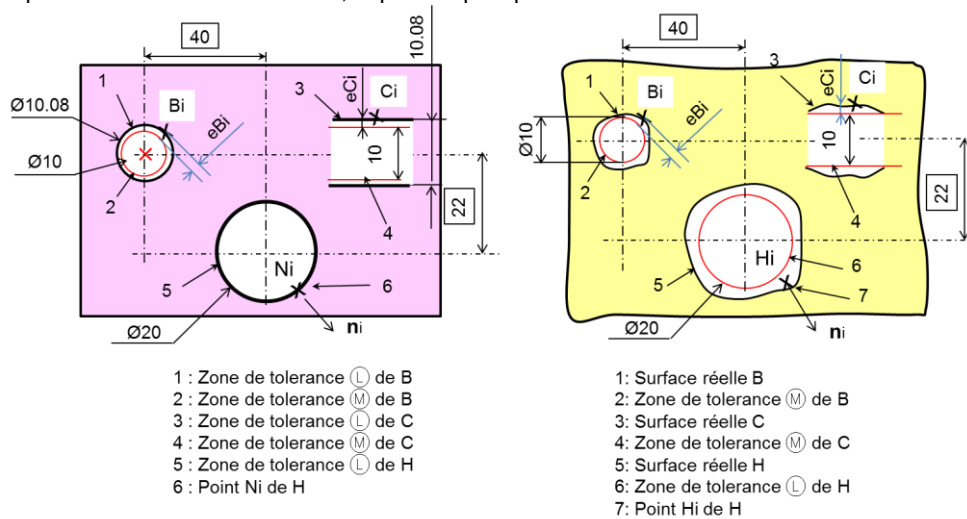 40
10.08
1
3
eCi
Ci
Bi
eBi
Ø10.08
Ø10
10
2
4
22
Ni
5
6
Ø20
ni
1 : Zone de tolerance Ⓛ de B
2 : Zone de tolerance Ⓜ de B
3 : Zone de tolerance Ⓛ de C
4 : Zone de tolerance Ⓜ de C
5 : Zone de tolerance Ⓛ de H
6 : Point Ni de H
40
3
1
eCi
Ci
Bi
eBi
Ø10
10
2
4
22
Hi
6
5
7
Ø20
ni
1: Surface réelle B
2: Zone de tolerance Ⓜ de B
3: Surface réelle C
4: Zone de tolerance Ⓜ de C
5: Surface réelle H
6: Zone de tolerance Ⓛ de H
7: Point Hi de H